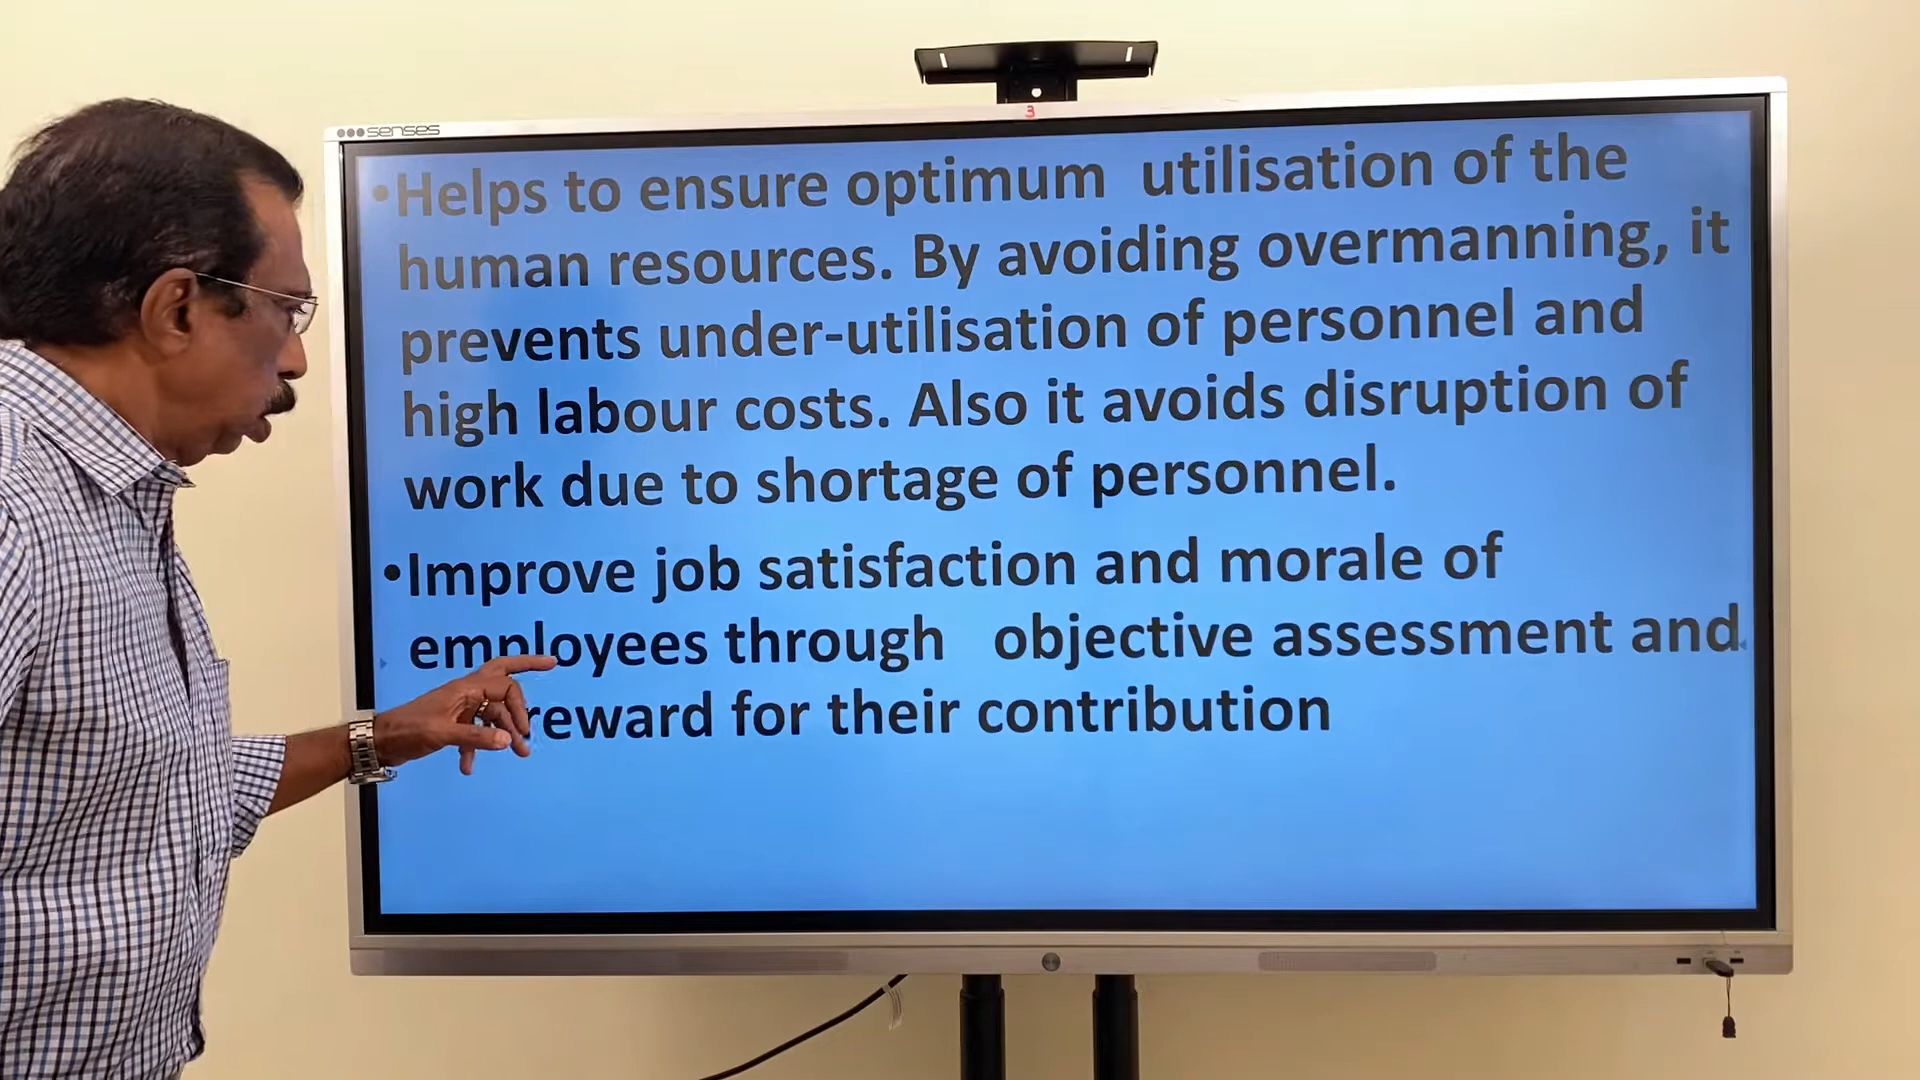 senses
3
•Helps to ensure optimum utilisation of the
human resources. By avoiding overmanning, it
prevents under-utilisation of personnel and
high labour costs. Also it avoids disruption of
work due to shortage of personnel.
•Improve job satisfaction and morale of
employees through objective assessment and
reward for their contribution